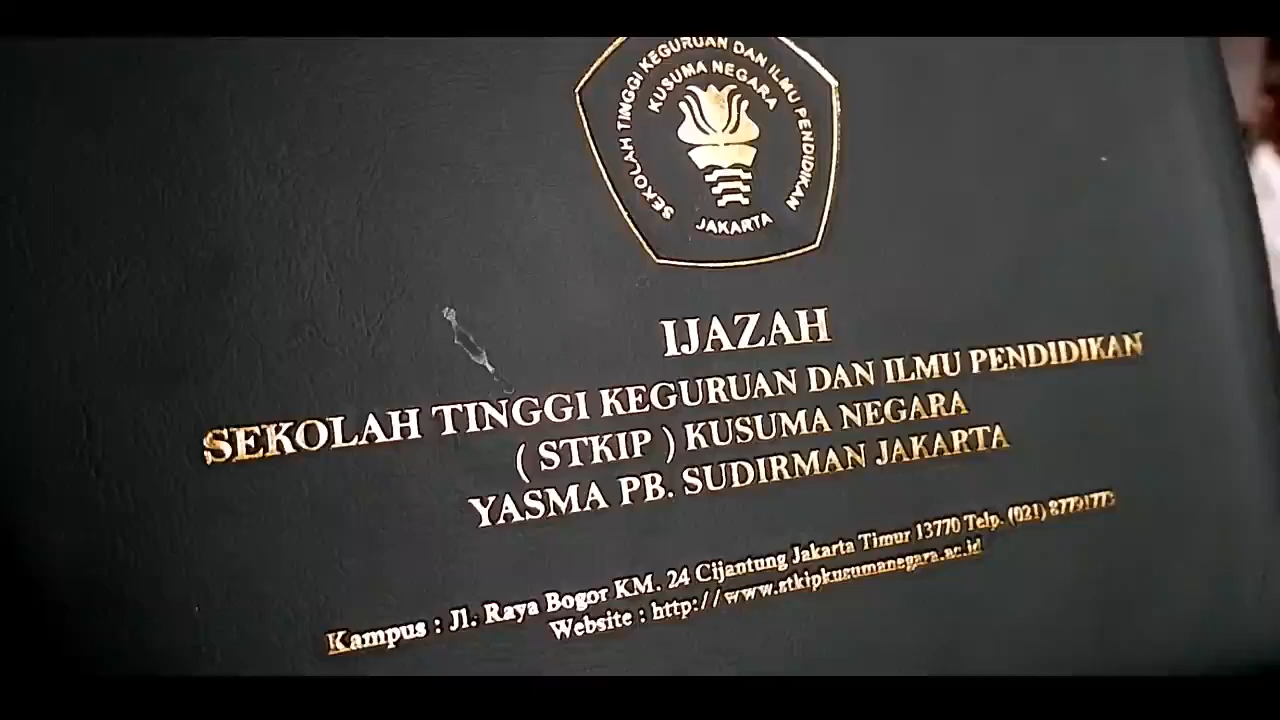 SEKOLAH TINGGI KEGURUAN DAN ILMU PENDIDIKAN
KUSUMA NEGARA
JAKARTA
IJAZAH
SEKOLAH TINGGI KEGURUAN DAN ILMU PENDIDIKAN
( STKIP ) KUSUMA NEGARA
YASMA PB. SUDIRMAN JAKARTA
Kampus : Jl. Raya Bogor KM. 24 Cijantung Jakarta Timur 13770 Telp. (021) 87791773
Website : http://www.stkipkusumanegara.ac.id